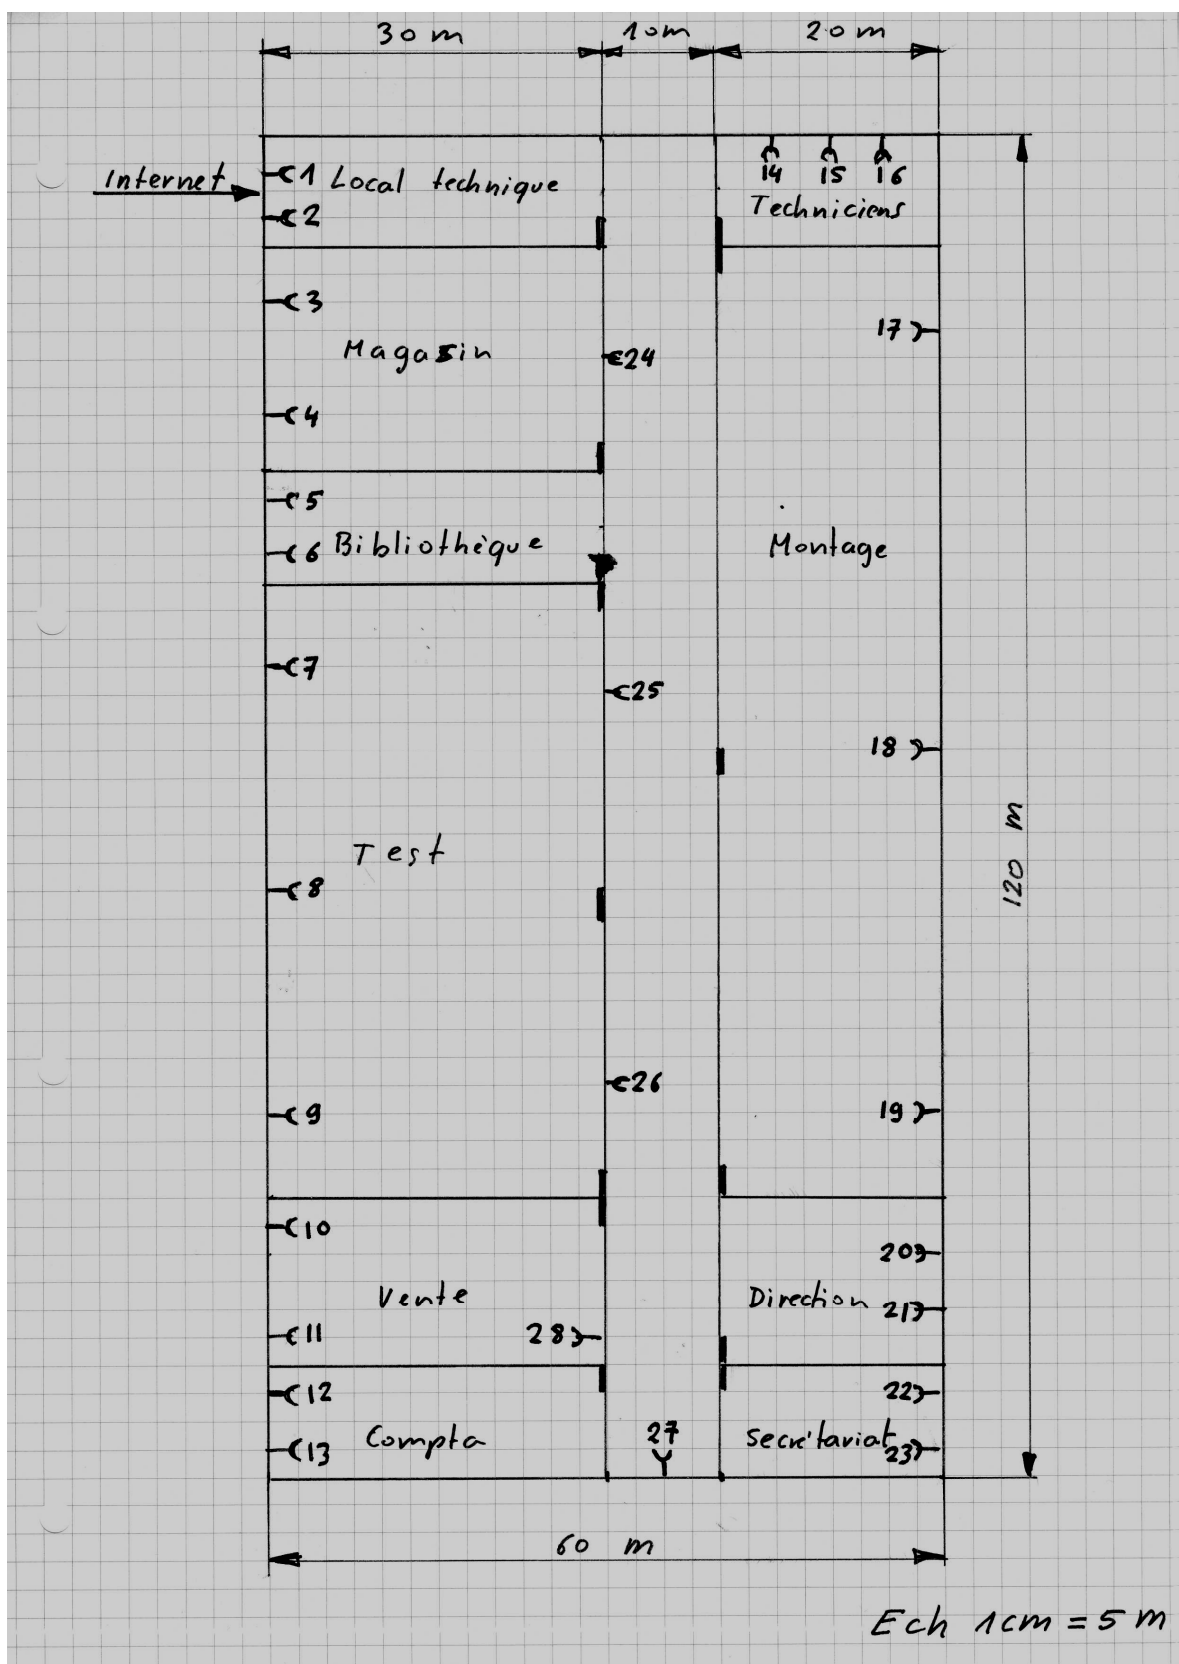 30 m 10m 20 m
Internet
1 Local technique
2
14 15 16
Techniciens
3
17
Magasin
24
4
5
6 Bibliothèque
Montage
7
25
18
Test
8
120 m
26
9
19
10
20
Vente
Direction 21
11
28
12
22
27
13 Compta
Secrétariat 23
60 m
Ech 1cm = 5 m